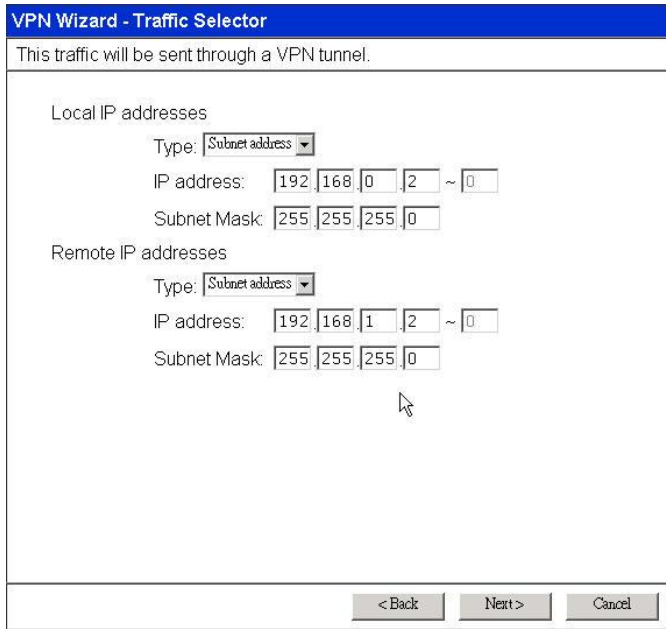 VPN Wizard - Traffic Selector
This traffic will be sent through a VPN tunnel.
Local IP addresses
Type: Subnet address
IP address: 192 .168 .0 .2 ~ 0
Subnet Mask: 255 .255 .255 .0
Remote IP addresses
Type: Subnet address
IP address: 192 .168 .1 .2 ~ 0
Subnet Mask: 255 .255 .255 .0
< Back Next > Cancel